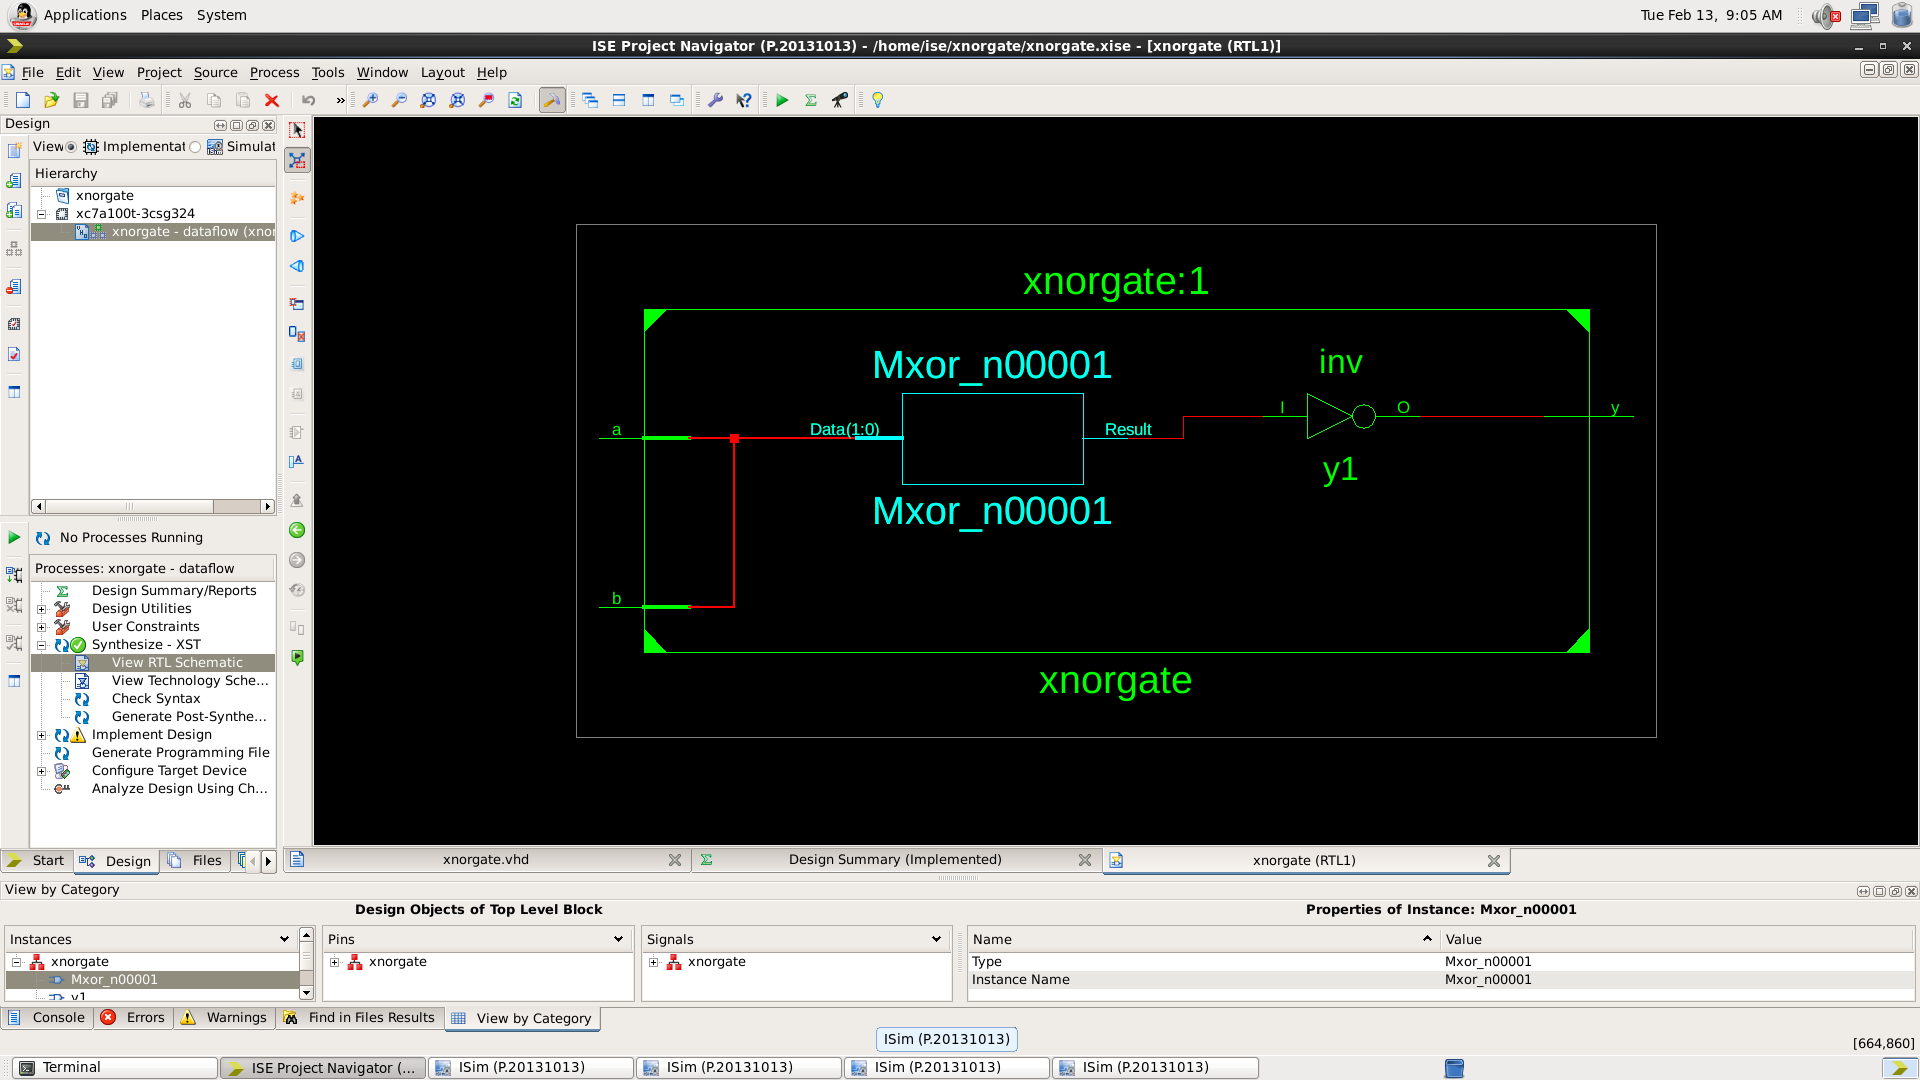 Applications Places System
Tue Feb 13, 9:05 AM
ISE Project Navigator (P.20131013) - /home/ise/xnorgate/xnorgate.xise - [xnorgate (RTL1)]
File Edit View Project Source Process Tools Window Layout Help
»
Design
View Implementat Simulat
Hierarchy
xnorgate
xc7a100t-3csg324
xnorgate - dataflow (xnor
No Processes Running
Processes: xnorgate - dataflow
Design Summary/Reports
Design Utilities
User Constraints
Synthesize - XST
View RTL Schematic
View Technology Sche...
Check Syntax
Generate Post-Synthe...
Implement Design
Generate Programming File
Configure Target Device
Analyze Design Using Ch...
Start Design Files
xnorgate:1
Mxor_n00001
inv
a Data(1:0) Result I O y
y1
Mxor_n00001
b
xnorgate
xnorgate.vhd
Design Summary (Implemented)
xnorgate (RTL1)
View by Category
Design Objects of Top Level Block
Properties of Instance: Mxor_n00001
Instances
xnorgate
Mxor_n00001
y1
Pins
xnorgate
Signals
xnorgate
Name Value
Type Mxor_n00001
Instance Name Mxor_n00001
Console Errors Warnings Find in Files Results View by Category
ISim (P.20131013)
[664,860]
Terminal
ISE Project Navigator (...
ISim (P.20131013)
ISim (P.20131013)
ISim (P.20131013)
ISim (P.20131013)